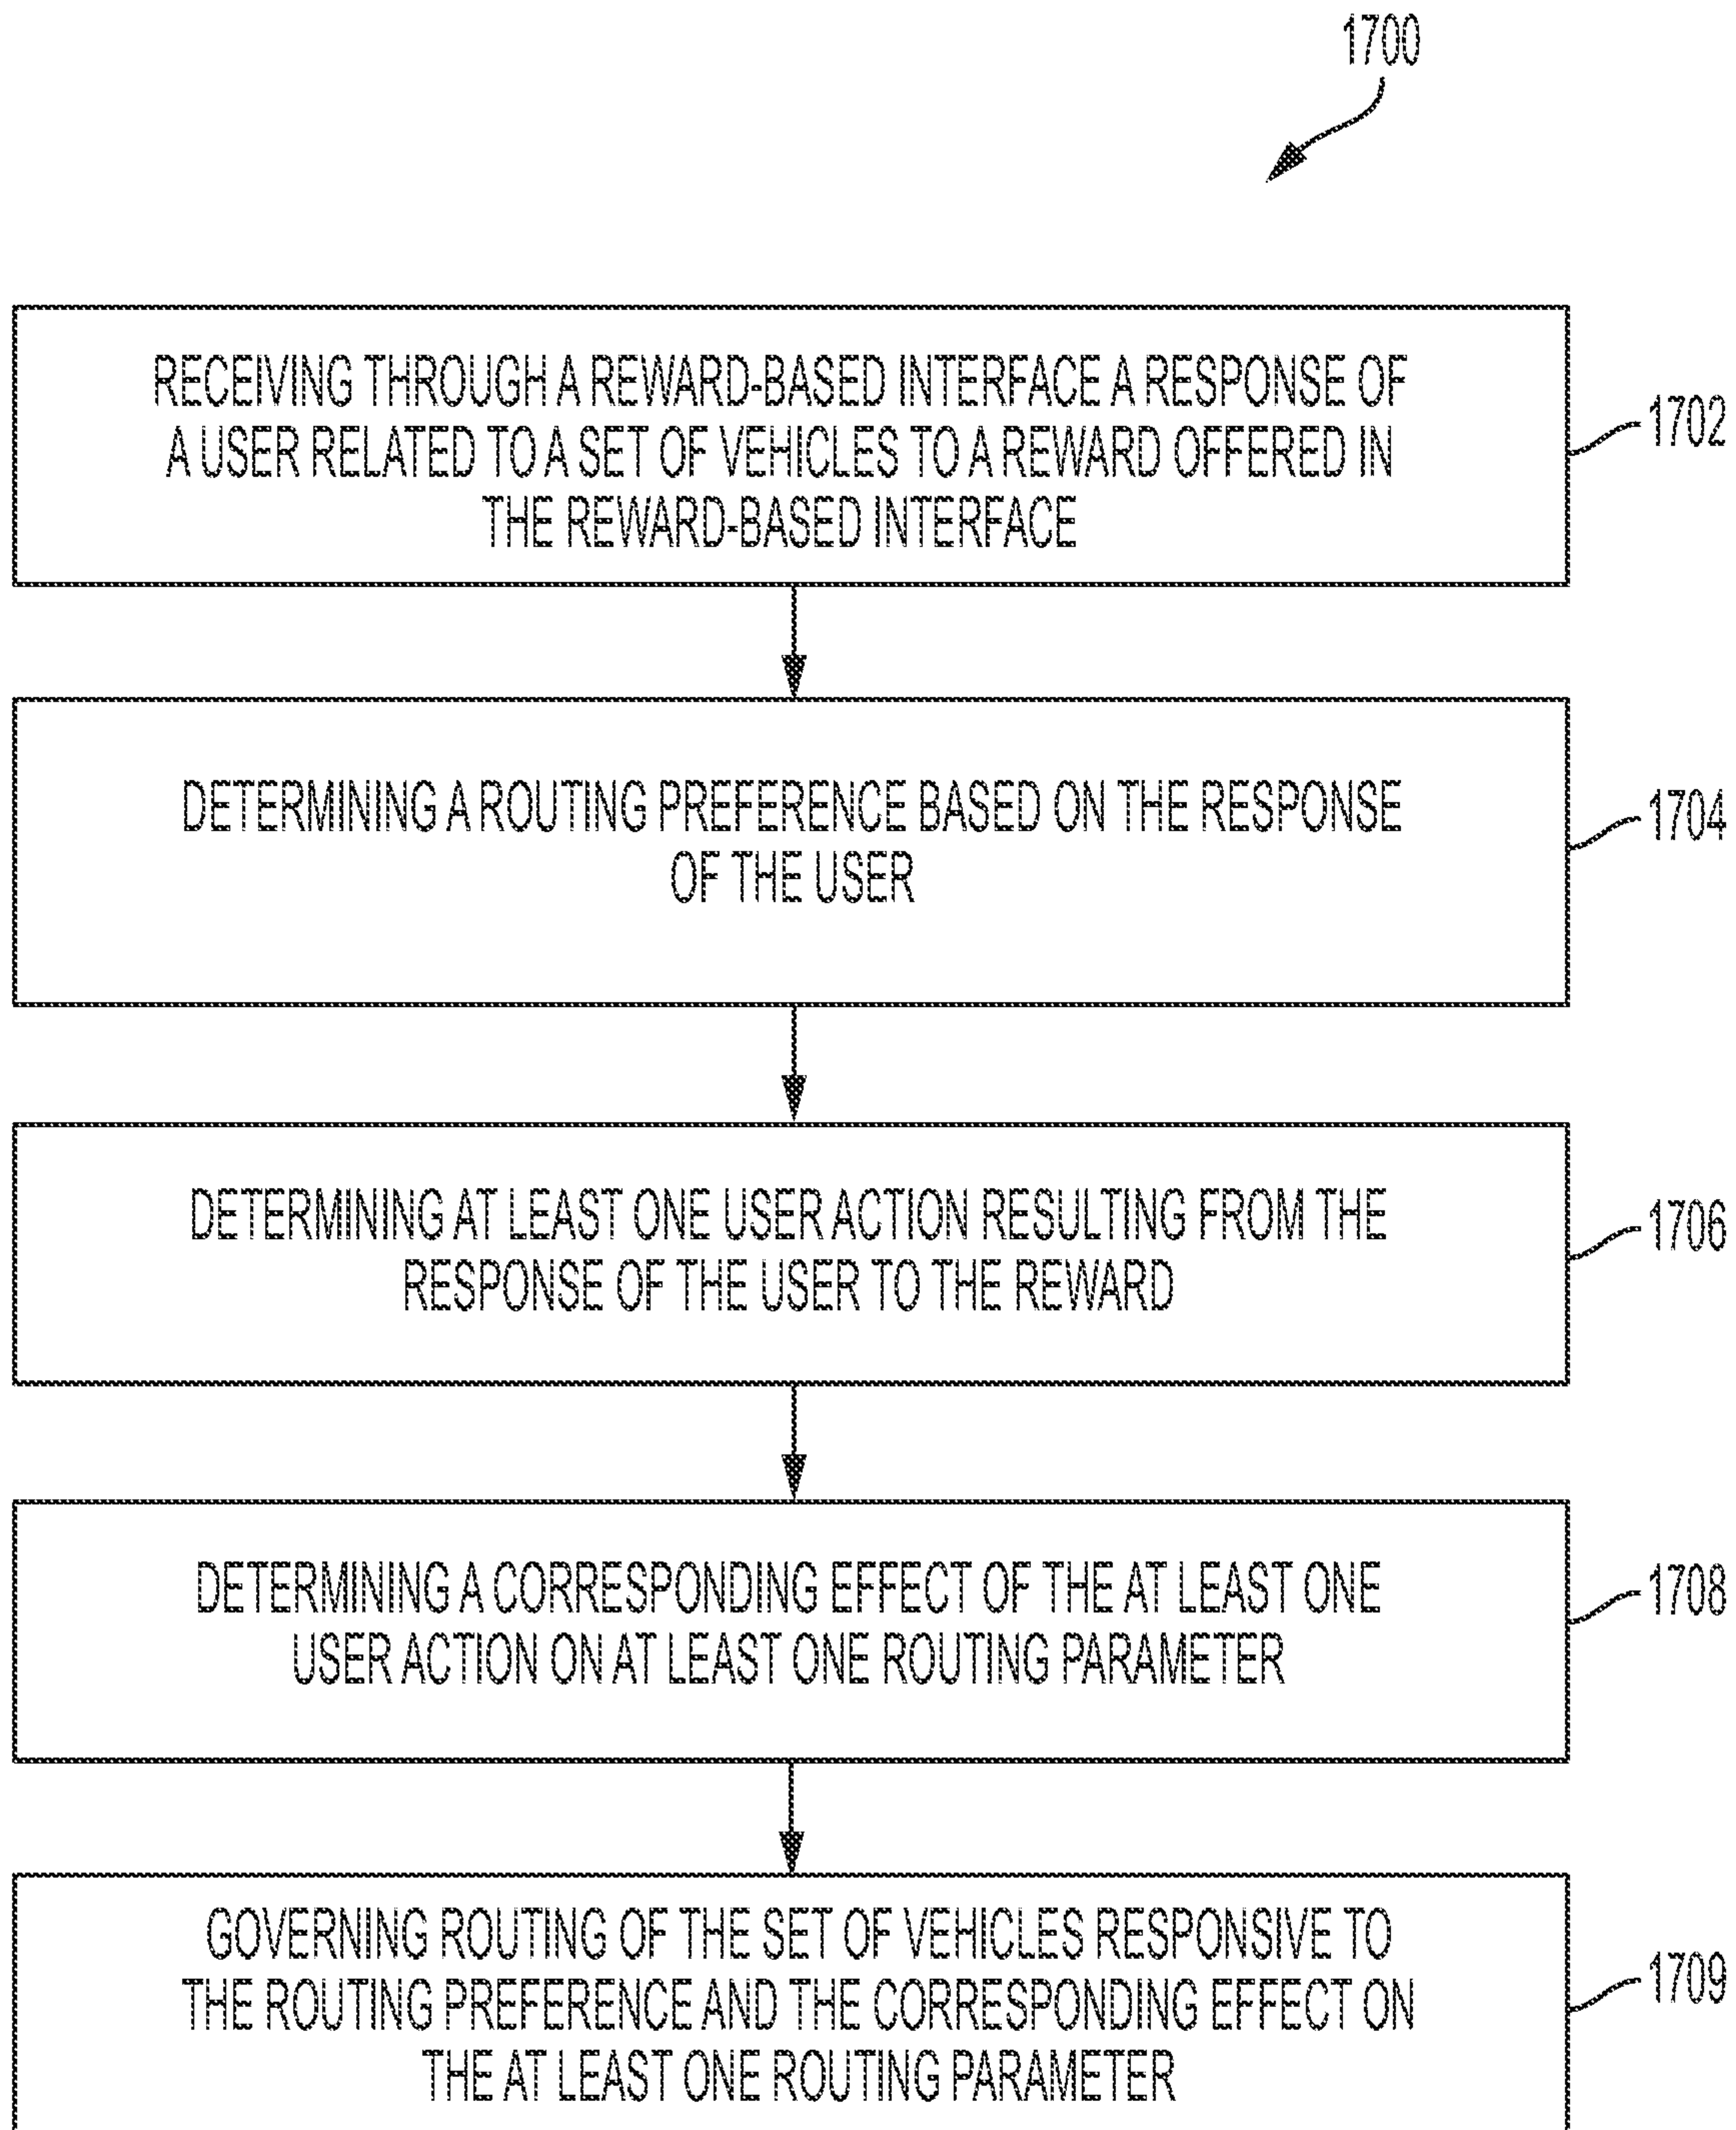 1700
RECEIVING THROUGH A REWARD-BASED INTERFACE A RESPONSE OF
A USER RELATED TO A SET OF VEHICLES TO A REWARD OFFERED IN
THE REWARD-BASED INTERFACE
1702
DETERMINING A ROUTING PREFERENCE BASED ON THE RESPONSE
OF THE USER
1704
DETERMINING AT LEAST ONE USER ACTION RESULTING FROM THE
RESPONSE OF THE USER TO THE REWARD
1706
DETERMINING A CORRESPONDING EFFECT OF THE AT LEAST ONE
USER ACTION ON AT LEAST ONE ROUTING PARAMETER
1708
GOVERNING ROUTING OF THE SET OF VEHICLES RESPONSIVE TO
THE ROUTING PREFERENCE AND THE CORRESPONDING EFFECT ON
THE AT LEAST ONE ROUTING PARAMETER
1709